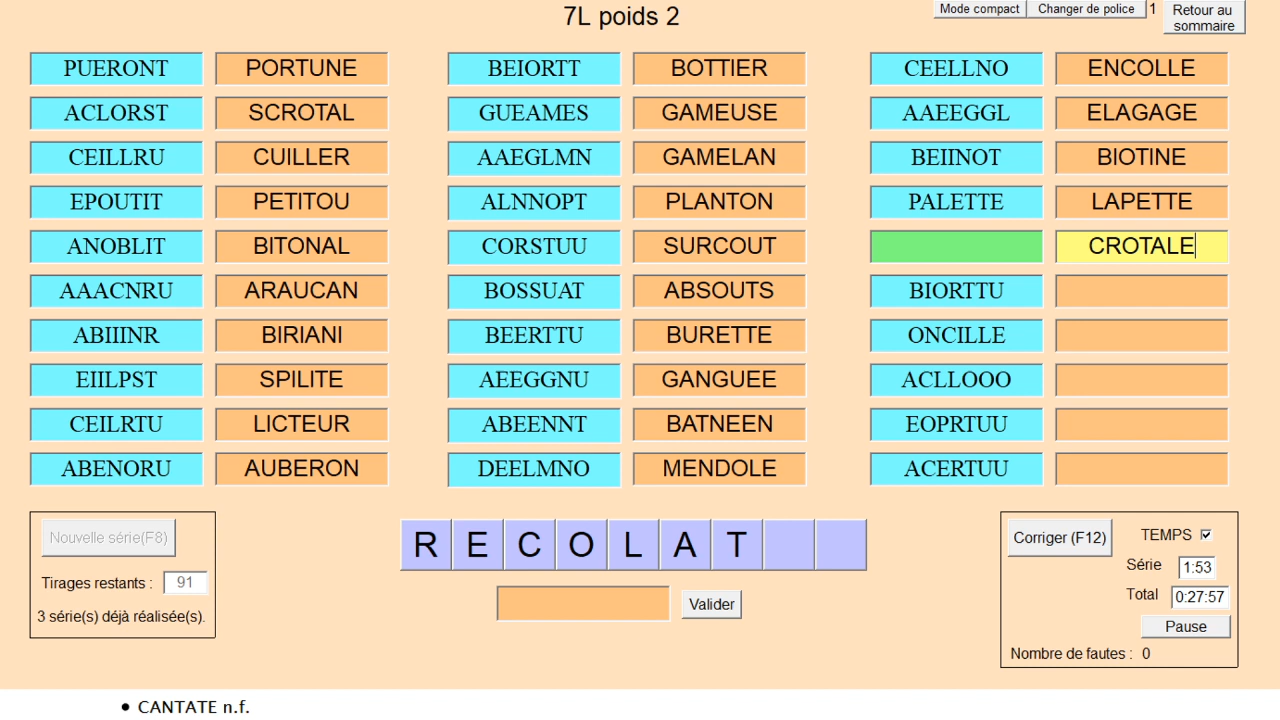 7L poids 2
Mode compact Changer de police 1 Retour au sommaire
PUERONT PORTUNE BEIORTT BOTTIER CEELLNO ENCOLLE
ACLORST SCROTAL GUEAMES GAMEUSE AAEEGGL ELAGAGE
CEILLRU CUILLER AAEGLMN GAMELAN BEIINOT BIOTINE
EPOUTIT PETITOU ALNNOPT PLANTON PALETTE LAPETTE
ANOBLIT BITONAL CORSTUU SURCOUT CROTALE
AAACNRU ARAUCAN BOSSUAT ABSOUTS BIORTTU
ABIIINR BIRIANI BEERTTU BURETTE ONCILLE
EIILPST SPILITE AEEGGNU GANGUEE ACLLOOO
CEILRTU LICTEUR ABEENNT BATNEEN EOPRTUU
ABENORU AUBERON DEELMNO MENDOLE ACERTUU
Nouvelle série(F8)
Tirages restants : 91
3 série(s) déjà réalisée(s).
R E C O L A T
Valider
Corriger (F12) TEMPS
Série 1:53
Total 0:27:57
Pause
Nombre de fautes : 0
• CANTATE n.f.